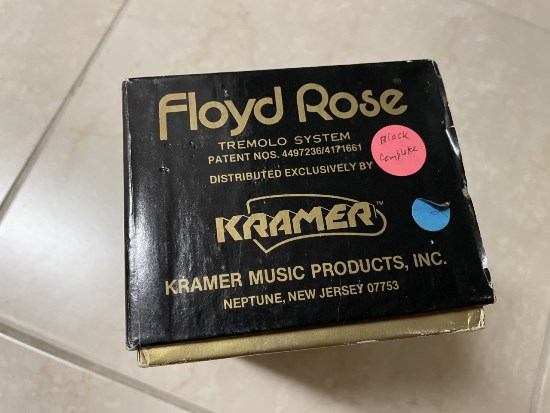 Floyd Rose®
TREMOLO SYSTEM
PATENT NOS. 4497236/4171661
DISTRIBUTED EXCLUSIVELY BY
Black
Complete
KRAMER™
KRAMER MUSIC PRODUCTS, INC.
NEPTUNE, NEW JERSEY 07753